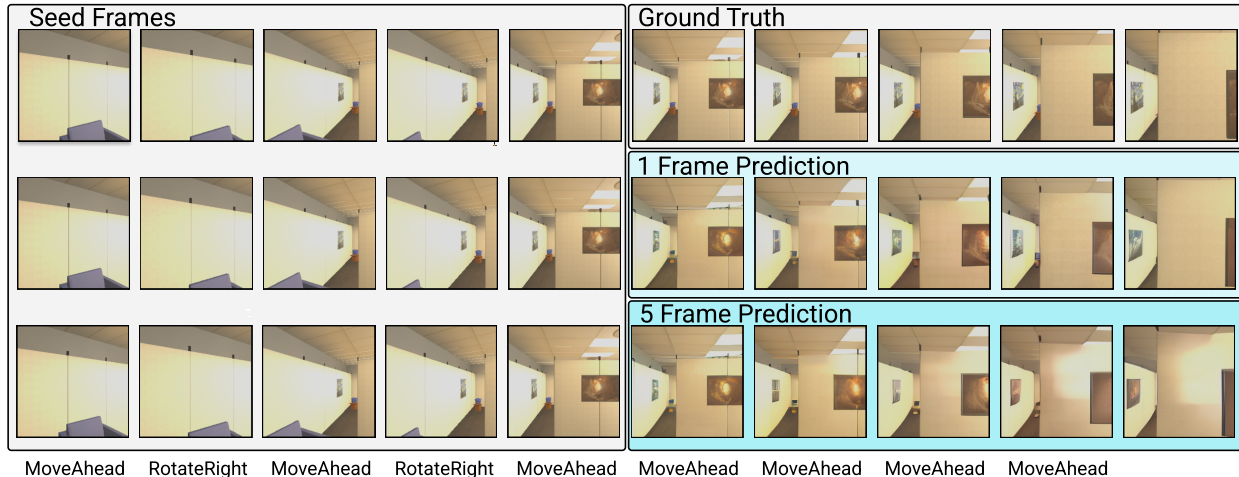 Seed Frames
Ground Truth
1 Frame Prediction
5 Frame Prediction
MoveAhead RotateRight MoveAhead RotateRight MoveAhead MoveAhead MoveAhead MoveAhead MoveAhead